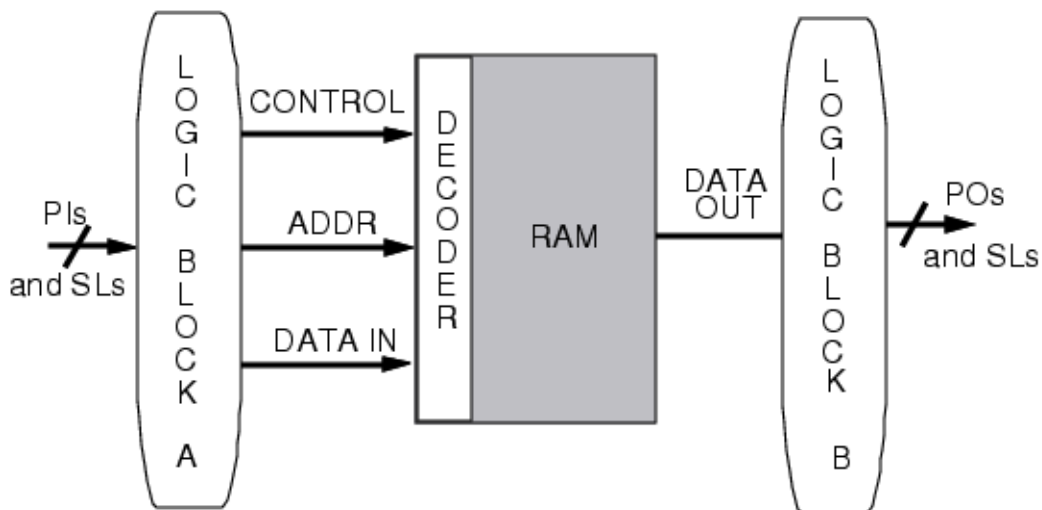 PIs
and SLs
LOGIC BLOCK A
CONTROL
ADDR
DATA IN
DECODER
RAM
DATA
OUT
LOGIC BLOCK B
POs
and SLs